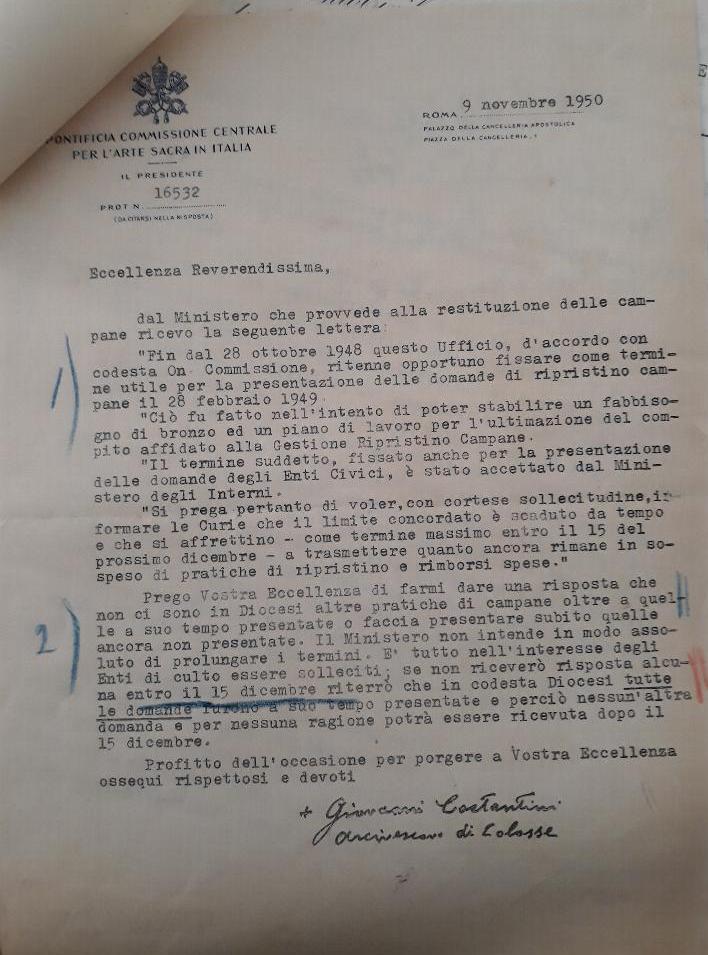 PONTIFICIA COMMISSIONE CENTRALE
PER L'ARTE SACRA IN ITALIA
IL PRESIDENTE
16532
PROT N.
(DA CITARSI NELLA RISPOSTA)
ROMA 9 novembre 1950
PALAZZO DELLA CANCELLERIA APOSTOLICA
PIAZZA DELLA CANCELLERIA, 1
Eccellenza Reverendissima,
dal Ministero che provvede alla restituzione delle cam-
pane ricevo la seguente lettera:
1)
"Fin dal 28 ottobre 1948 questo Ufficio, d'accordo con
codesta On. Commissione, ritenne opportuno fissare come termi-
ne utile per la presentazione delle domande di ripristino cam-
pane il 28 febbraio 1949.
"Ciò fu fatto nell'intento di poter stabilire un fabbiso-
gno di bronzo ed un piano di lavoro per l'ultimazione del com-
pito affidato alla Gestione Ripristino Campane.
"Il termine suddetto, fissato anche per la presentazione
delle domande degli Enti Civici, è stato accettato dal Mini-
stero degli Interni.
"Si prega pertanto di voler,con cortese sollecitudine,in-
formare le Curie che il limite concordato è scaduto da tempo
e che si affrettino - come termine massimo entro il 15 del
prossimo dicembre - a trasmettere quanto ancora rimane in so-
speso di pratiche di ripristino e rimborsi spese."
2)
Prego Vostra Eccellenza di farmi dare una risposta che
non ci sono in Diocesi altre pratiche di campane oltre a quel-
le a suo tempo presentate o faccia presentare subito quelle
ancora non presentate. Il Ministero non intende in modo asso-
luto di prolungare i termini. E' tutto nell'interesse degli
Enti di culto essere solleciti; se non riceverò risposta alcu-
na entro il 15 dicembre riterrò che in codesta Diocesi tutte
le domande furono a suo tempo presentate e perciò nessun'altra
domanda e per nessuna ragione potrà essere ricevuta dopo il
15 dicembre.
Profitto dell'occasione per porgere a Vostra Eccellenza
ossequi rispettosi e devoti
+ Giovanni Costantini
arcivescovo di Colosse